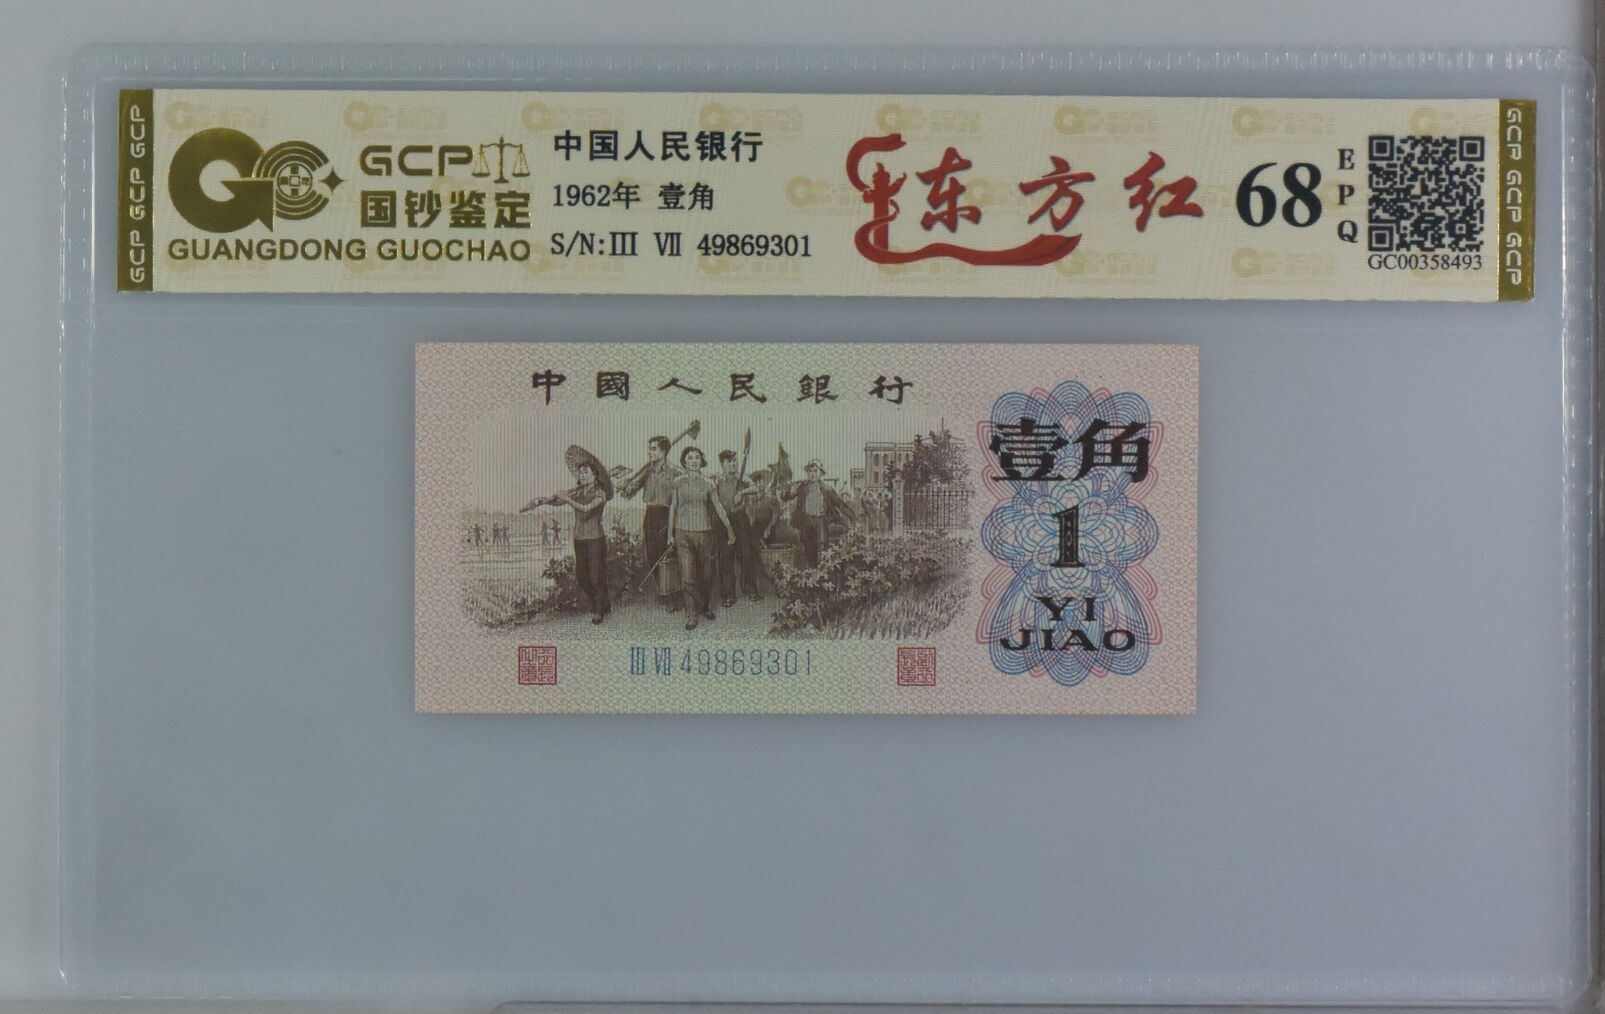 GCP GCP GCP
GCP
国钞鉴定
GUANGDONG GUOCHAO
中国人民银行
1962年 壹角
S/N:Ⅲ Ⅶ 49869301
东方红
68
EPQ
GC00358493
GCP GCP GCP
中國人民銀行
壹角
1
YI
JIAO
Ⅲ Ⅶ 49869301